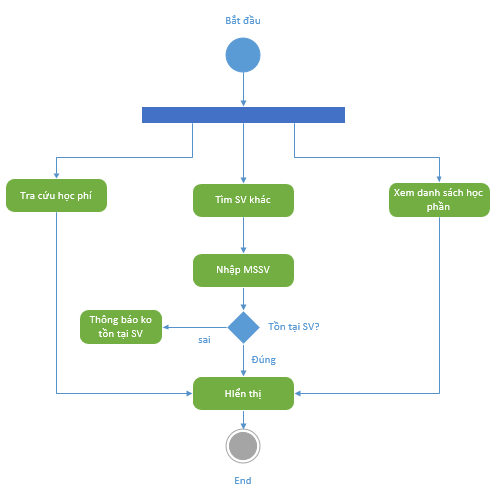 Bắt đầu
Tra cứu học phí
Tìm SV khác
Xem danh sách học
phần
Nhập MSSV
Thông báo ko
tồn tại SV
Tồn tại SV?
sai
Đúng
HIển thị
End